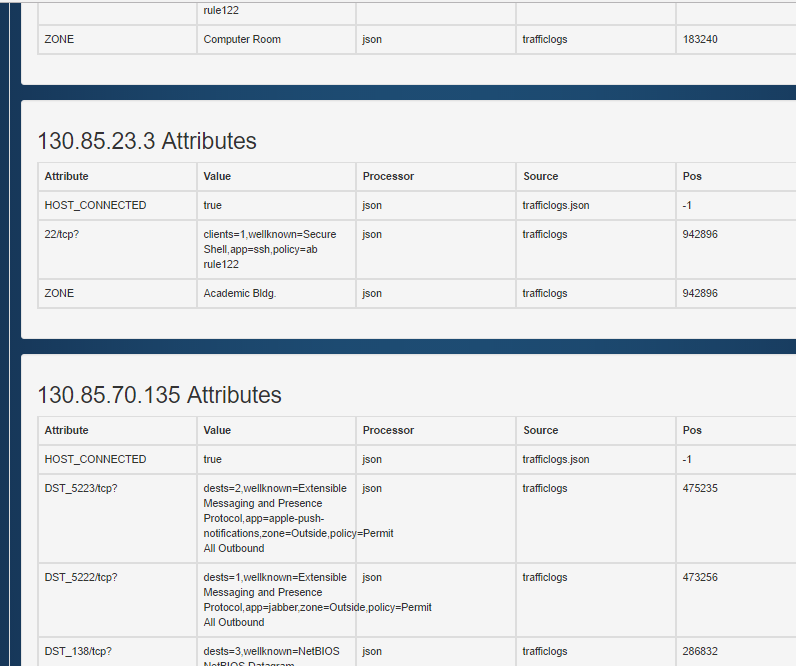 rule122
ZONE Computer Room json trafficlogs 183240
130.85.23.3 Attributes
Attribute Value Processor Source Pos
HOST_CONNECTED true json trafficlogs.json -1
22/tcp? clients=1,wellknown=Secure json trafficlogs 942896
Shell,app=ssh,policy=ab
rule122
ZONE Academic Bldg. json trafficlogs 942896
130.85.70.135 Attributes
Attribute Value Processor Source Pos
HOST_CONNECTED true json trafficlogs.json -1
DST_5223/tcp? dests=2,wellknown=Extensible json trafficlogs 475235
Messaging and Presence
Protocol,app=apple-push-
notifications,zone=Outside,policy=Permit
All Outbound
DST_5222/tcp? dests=1,wellknown=Extensible json trafficlogs 473256
Messaging and Presence
Protocol,app=jabber,zone=Outside,policy=Permit
All Outbound
DST_138/tcp? dests=3,wellknown=NetBIOS json trafficlogs 286832
NetBIOS Datagram